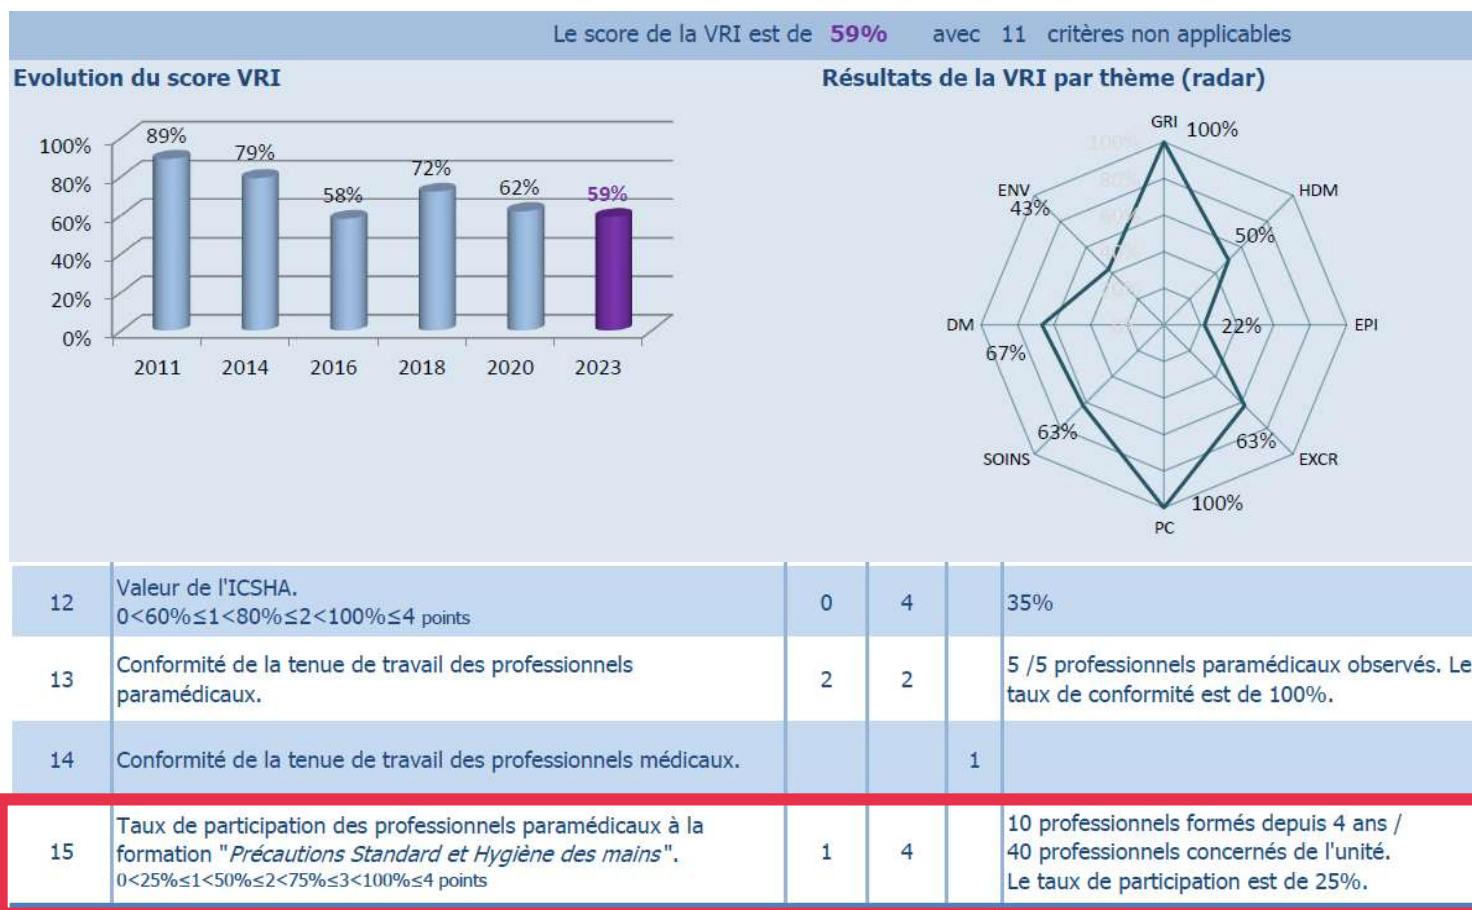 Le score de la VRI est de 59% avec 11 critères non applicables
Evolution du score VRI
100%
80%
60%
40%
20%
0%
89%
79%
58%
72%
62%
59%
2011 2014 2016 2018 2020 2023
Résultats de la VRI par thème (radar)
GRI 100%
100%
80%
60%
40%
20%
0%
ENV
43%
HDM
50%
DM
67%
22%
EPI
63%
SOINS
63%
EXCR
100%
PC
12
Valeur de l'ICSHA.
0<60%≤1<80%≤2<100%≤4 points
0 4
35%
13
Conformité de la tenue de travail des professionnels
paramédicaux.
2 2
5 /5 professionnels paramédicaux observés. Le
taux de conformité est de 100%.
14
Conformité de la tenue de travail des professionnels médicaux.
1
15
Taux de participation des professionnels paramédicaux à la
formation "Précautions Standard et Hygiène des mains".
0<25%≤1<50%≤2<75%≤3<100%≤4 points
1 4
10 professionnels formés depuis 4 ans /
40 professionnels concernés de l'unité.
Le taux de participation est de 25%.